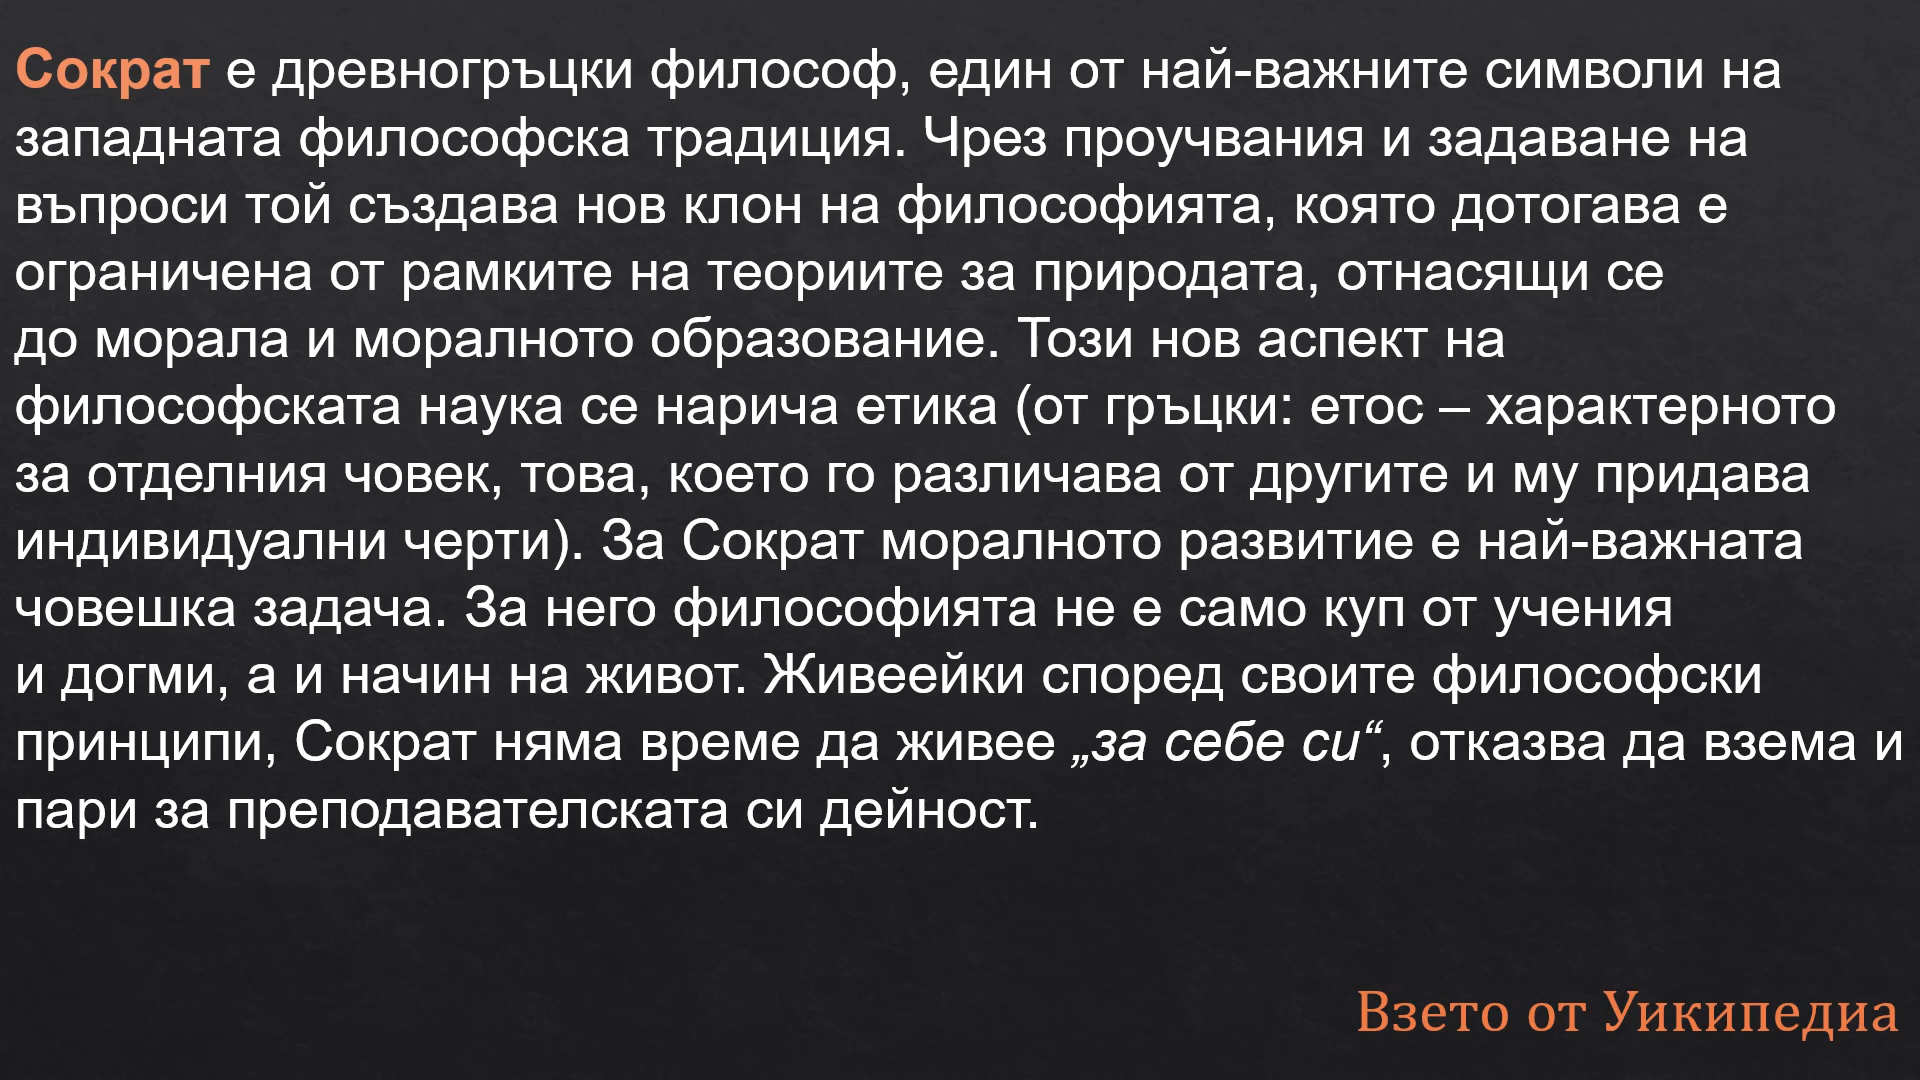 Сократ е древногръцки философ, един от най-важните символи на
западната философска традиция. Чрез проучвания и задаване на
въпроси той създава нов клон на философията, която дотогава е
ограничена от рамките на теориите за природата, отнасящи се
до морала и моралното образование. Този нов аспект на
философската наука се нарича етика (от гръцки: етос – характерното
за отделния човек, това, което го различава от другите и му придава
индивидуални черти). За Сократ моралното развитие е най-важната
човешка задача. За него философията не е само куп от учения
и догми, а и начин на живот. Живеейки според своите философски
принципи, Сократ няма време да живее „за себе си“, отказва да взема и
пари за преподавателската си дейност.
Взето от Уикипедиа